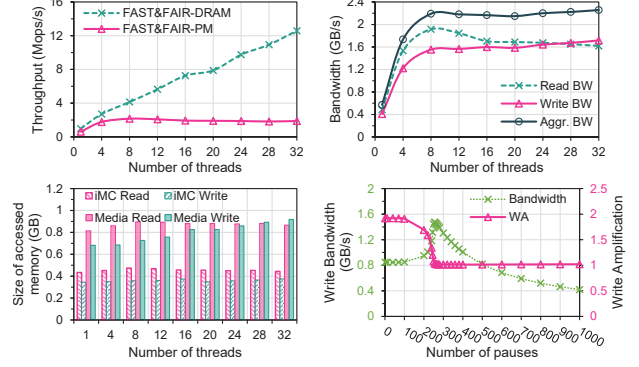 Throughput (Mop/s)
16
12
8
4
0
FAST&FAIR-DRAM
FAST&FAIR-PM
0 4 8 12 16 20 24 28 32
Number of threads
Bandwidth (GB/s)
2.4
2
1.6
1.2
0.8
0.4
0
Read BW
Write BW
Aggr. BW
0 4 8 12 16 20 24 28 32
Number of threads
Size of accessed
memory (GB)
1.2
1
0.8
0.6
0.4
0.2
0
iMC Read iMC Write
Media Read Media Write
1 4 8 12 16 20 24 28 32
Number of threads
Write Bandwidth
(GB/s)
2
1.6
1.2
0.8
0.4
0
Bandwidth
WA
2.5
2
1.5
1
0.5
0
Write Amplification
0 100 200 300 400 500 600 700 800 900 1000
Number of pauses